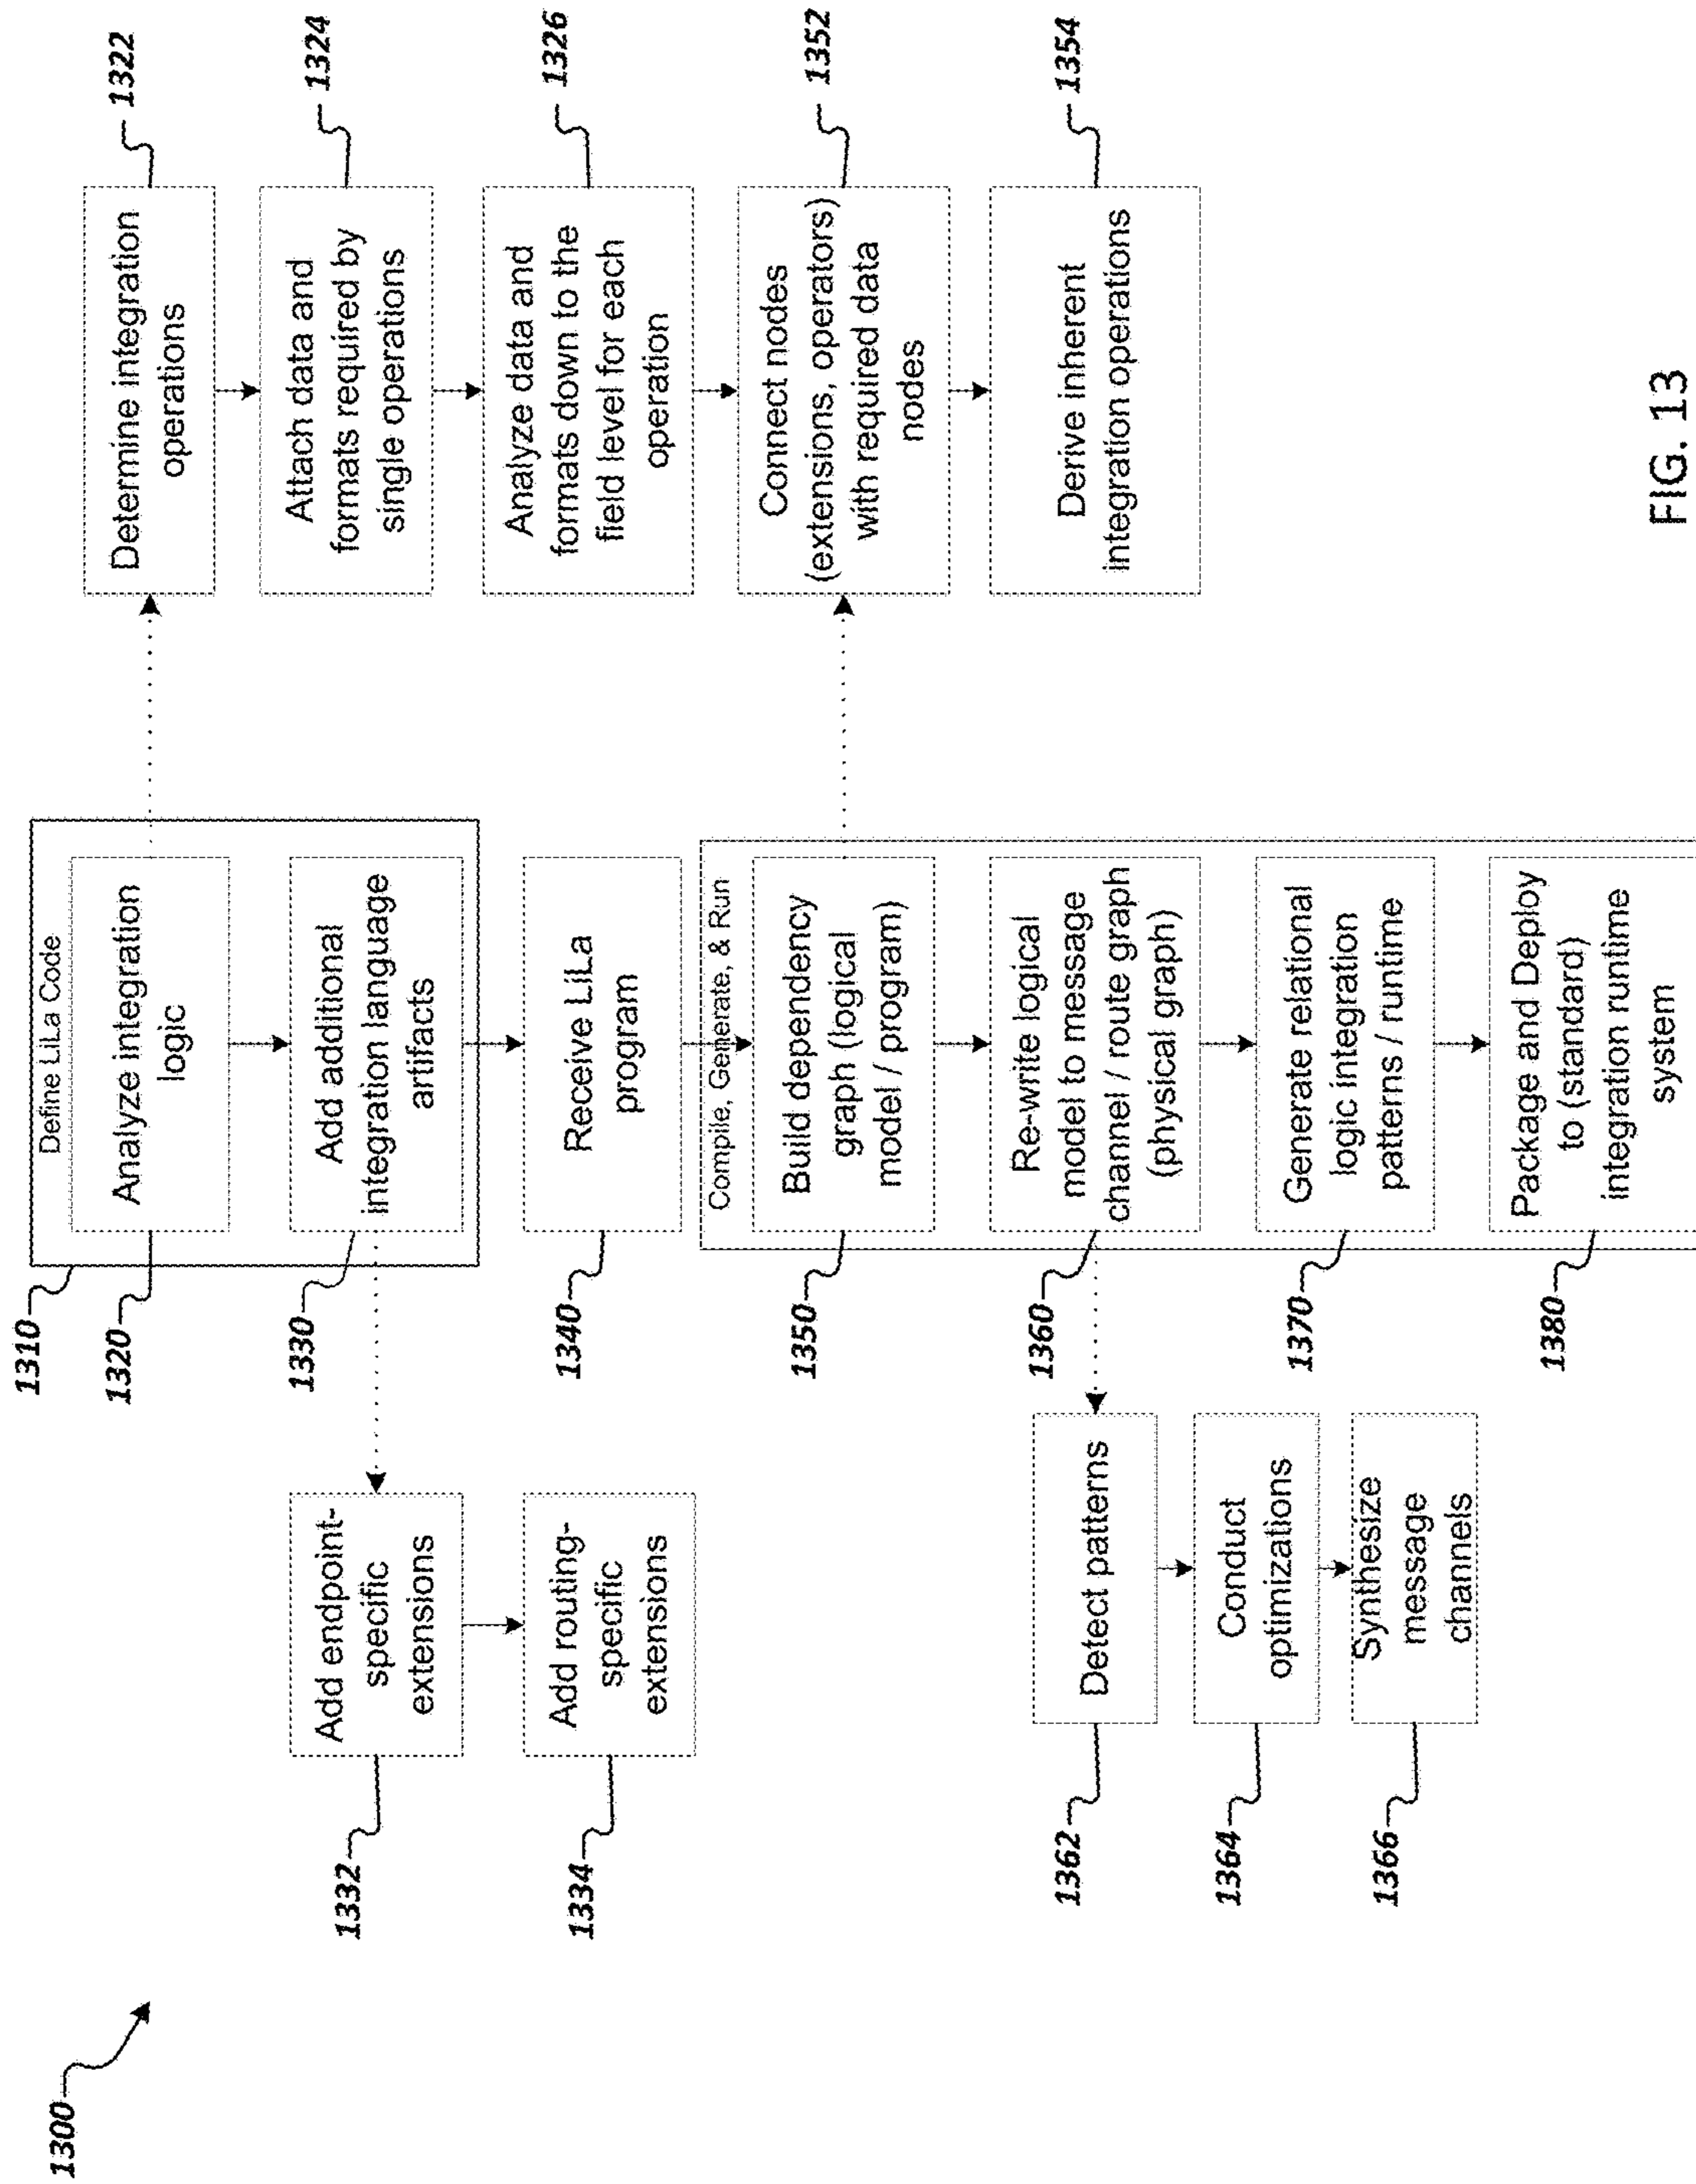 1300
1310
Define LiLa Code
1320
Analyze integration
logic
1322
Determine integration
operations
1324
Attach data and
formats required by
single operations
1326
Analyze data and
formats down to the
field level for each
operation
1330
Add additional
integration language
artifacts
1332
Add endpoint-
specific
extensions
1334
Add routing-
specific
extensions
1340
Receive LiLa
program
Compile, Generate, & Run
1350
Build dependency
graph (logical
model / program)
1352
Connect nodes
(extensions, operators)
with required data
nodes
1354
Derive inherent
integration operations
1360
Re-write logical
model to message
channel / route graph
(physical graph)
1362
Detect patterns
1364
Conduct
optimizations
1366
Synthesize
message
channels
1370
Generate relational
logic integration
patterns / runtime
1380
Package and Deploy
to (standard)
integration runtime
system
FIG. 13